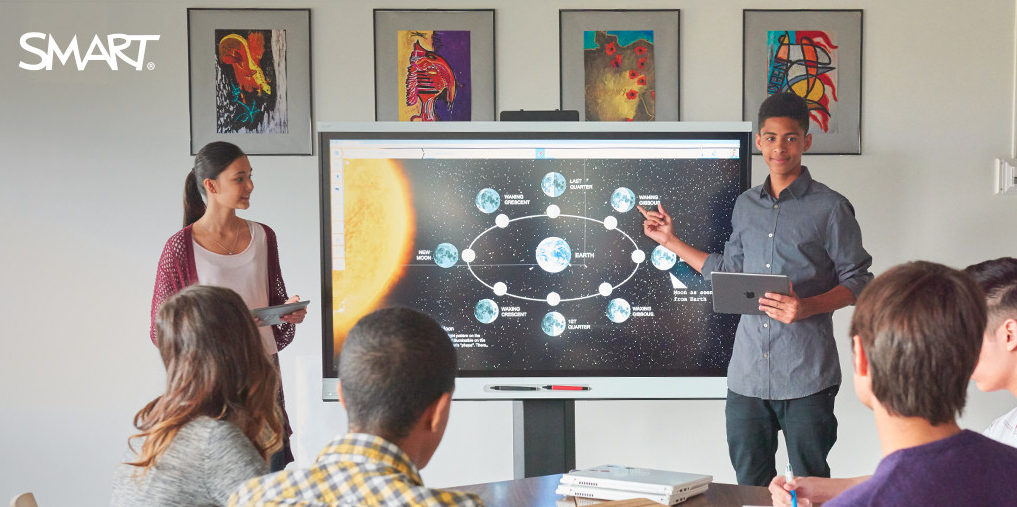 SMART®
LAST
QUARTER
WANING
CRESCENT
WANING
GIBBOUS
NEW
MOON
EARTH
Moon as seen
from Earth
WAXING
CRESCENT
1ST
QUARTER
WAXING
GIBBOUS